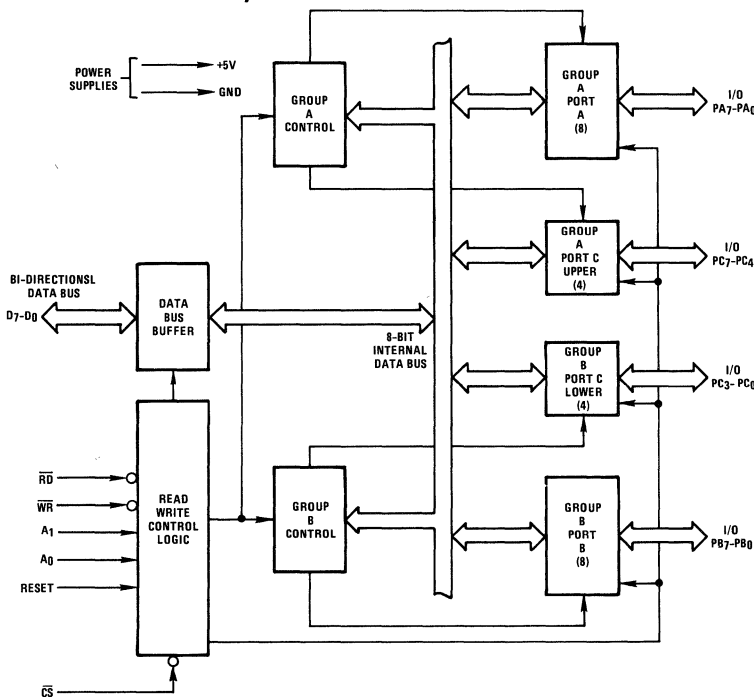 POWER
SUPPLIES
+5V
GND
GROUP
A
CONTROL
GROUP
A
PORT
A
(8)
I/O
PA7-PA0
GROUP
A
PORT C
UPPER
(4)
I/O
PC7-PC4
BI-DIRECTIONSL
DATA BUS
D7-D0
DATA
BUS
BUFFER
8-BIT
INTERNAL
DATA BUS
GROUP
B
PORT C
LOWER
(4)
I/O
PC3-PC0
RD
WR
A1
A0
RESET
CS
READ
WRITE
CONTROL
LOGIC
GROUP
B
CONTROL
GROUP
B
PORT
B
(8)
I/O
PB7-PB0